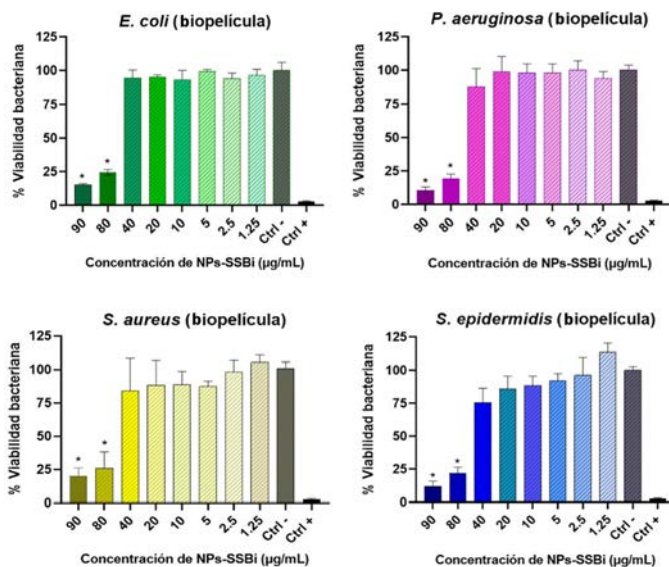 E. coli (biopelícula)
% Viabilidad bacteriana
125
100
75
50
25
0
* *
90 80 40 20 10 5 2.5 1.25 Ctrl - Ctrl +
Concentración de NPs-SSBi (µg/mL)
P. aeruginosa (biopelícula)
% Viabilidad bacteriana
125
100
75
50
25
0
* *
90 80 40 20 10 5 2.5 1.25 Ctrl - Ctrl +
Concentración de NPs-SSBi (µg/mL)
S. aureus (biopelícula)
% Viabilidad bacteriana
125
100
75
50
25
0
* *
90 80 40 20 10 5 2.5 1.25 Ctrl - Ctrl +
Concentración de NPs-SSBi (µg/mL)
S. epidermidis (biopelícula)
% Viabilidad bacteriana
125
100
75
50
25
0
* *
90 80 40 20 10 5 2.5 1.25 Ctrl - Ctrl +
Concentración de NPs-SSBi (µg/mL)